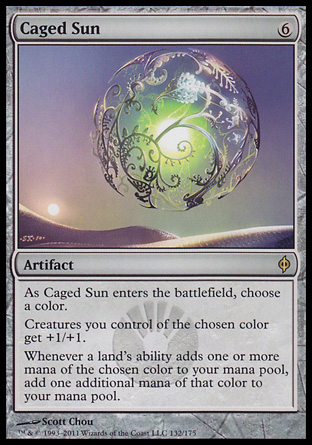 Caged Sun 6
Artifact
As Caged Sun enters the battlefield, choose
a color.
Creatures you control of the chosen color
get +1/+1.
Whenever a land's ability adds one or more
mana of the chosen color to your mana pool,
add one additional mana of that color to
your mana pool.
Scott Chou
™ & © 1993–2011 Wizards of the Coast LLC 132/175